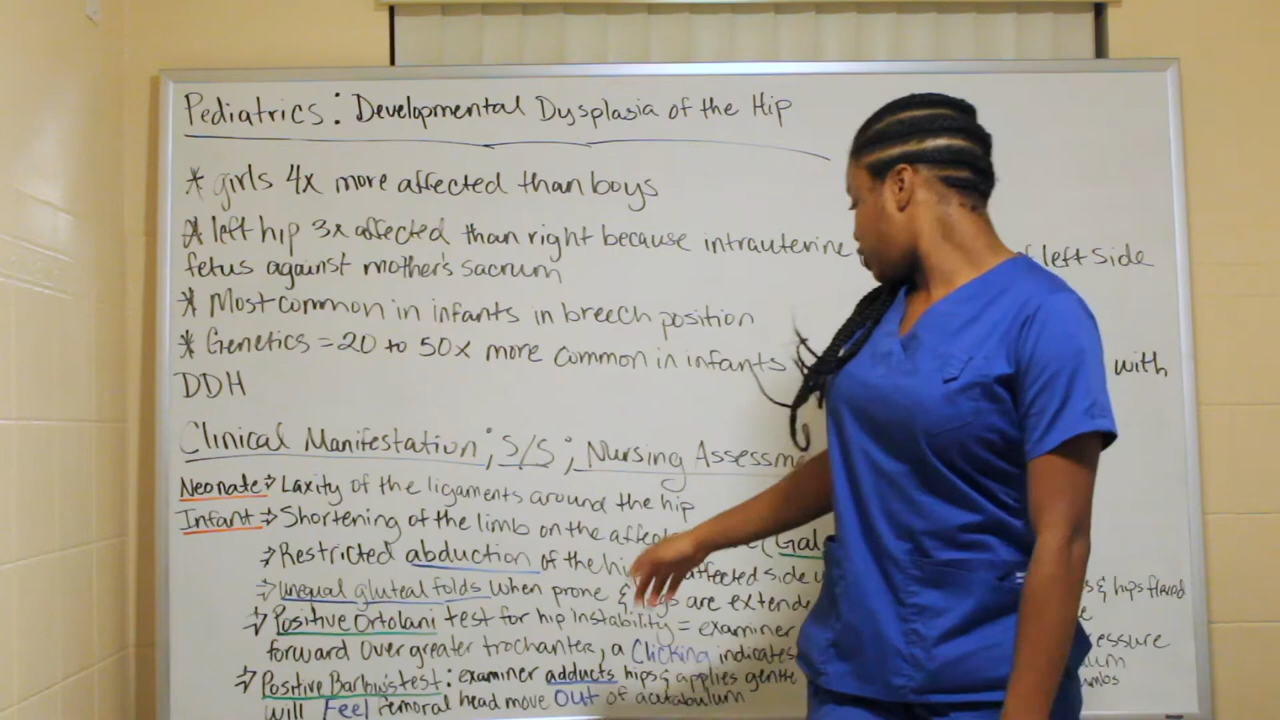 Pediatrics: Developmental Dysplasia of the Hip
* girls 4x more affected than boys
* left hip 3x affected than right because intrauterine left side
fetus against mother's sacrum
* Most common in infants in breech position
* Genetics = 20 to 50x more common in infants with
DDH
Clinical Manifestation; S/S; Nursing
Neonate → Laxity of the ligaments around the hip
Infant → Shortening of the limb on the
→ Restricted abduction of the affected side
→ Unequal gluteal folds when prone & are & hips flexed
→ Positive Ortolani test for hip instability = examiner
forward over greater trochanter, a Clicking indicates
→ Positive Barlow's test: examiner adducts hips & applies gentle
will Feel femoral head move OUT of acetabulum